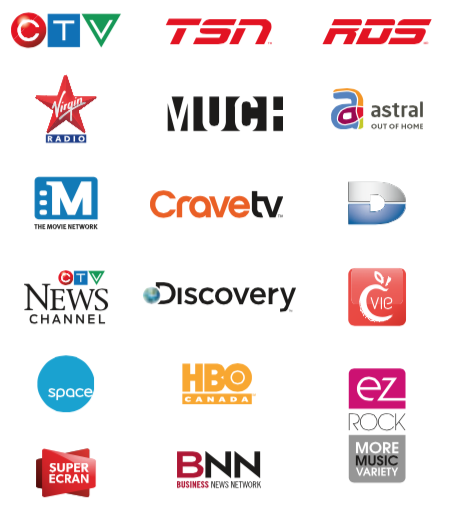 CTV
TSN
RDS
Virgin
RADIO
MUCH
astral
OUT OF HOME
M
THE MOVIE NETWORK
Cravetv
D
CTV
NEWS
CHANNEL
Discovery
C
VIE
space
HBO
CANADA
ez
ROCK
MORE
MUSIC
VARIETY
SUPER
ECRAN
BNN
BUSINESS NEWS NETWORK